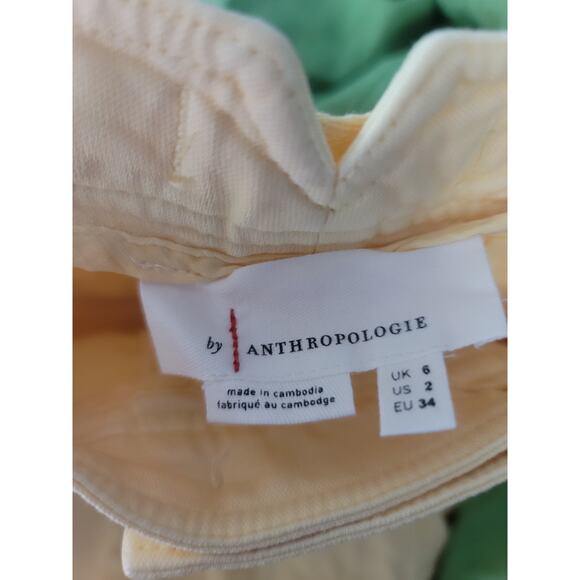 by ANTHROPOLOGIE
made in cambodia
fabriqué au cambodge
UK 6
US 2
EU 34